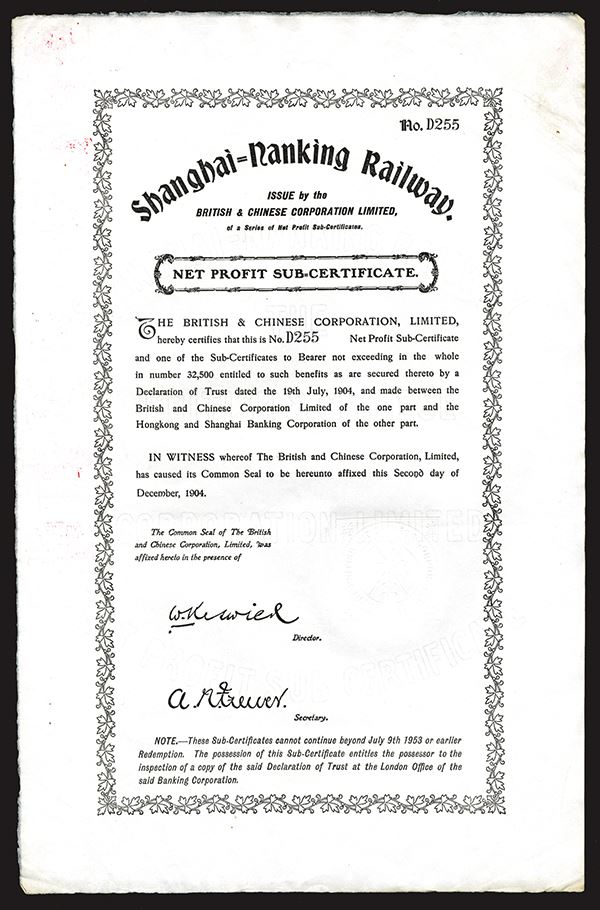 No. D255
Shanghai=Nanking Railway.
ISSUE by the
BRITISH & CHINESE CORPORATION LIMITED,
of a Series of Net Profit Sub-Certificates.
NET PROFIT SUB-CERTIFICATE.
THE BRITISH & CHINESE CORPORATION, LIMITED,
hereby certifies that this is No. D255 Net Profit Sub-Certificate
and one of the Sub-Certificates to Bearer not exceeding in the whole
in number 32,500 entitled to such benefits as are secured thereto by a
Declaration of Trust dated the 19th July, 1904, and made between the
British and Chinese Corporation Limited of the one part and the
Hongkong and Shanghai Banking Corporation of the other part.
IN WITNESS whereof The British and Chinese Corporation, Limited,
has caused its Common Seal to be hereunto affixed this Second day of
December, 1904.
The Common Seal of The British
and Chinese Corporation, Limited, was
affixed hereto in the presence of
W. Keswick
Director.
Secretary.
NOTE.—These Sub-Certificates cannot continue beyond July 9th 1953 or earlier
Redemption. The possession of this Sub-Certificate entitles the possessor to the
inspection of a copy of the said Declaration of Trust at the London Office of the
said Banking Corporation.